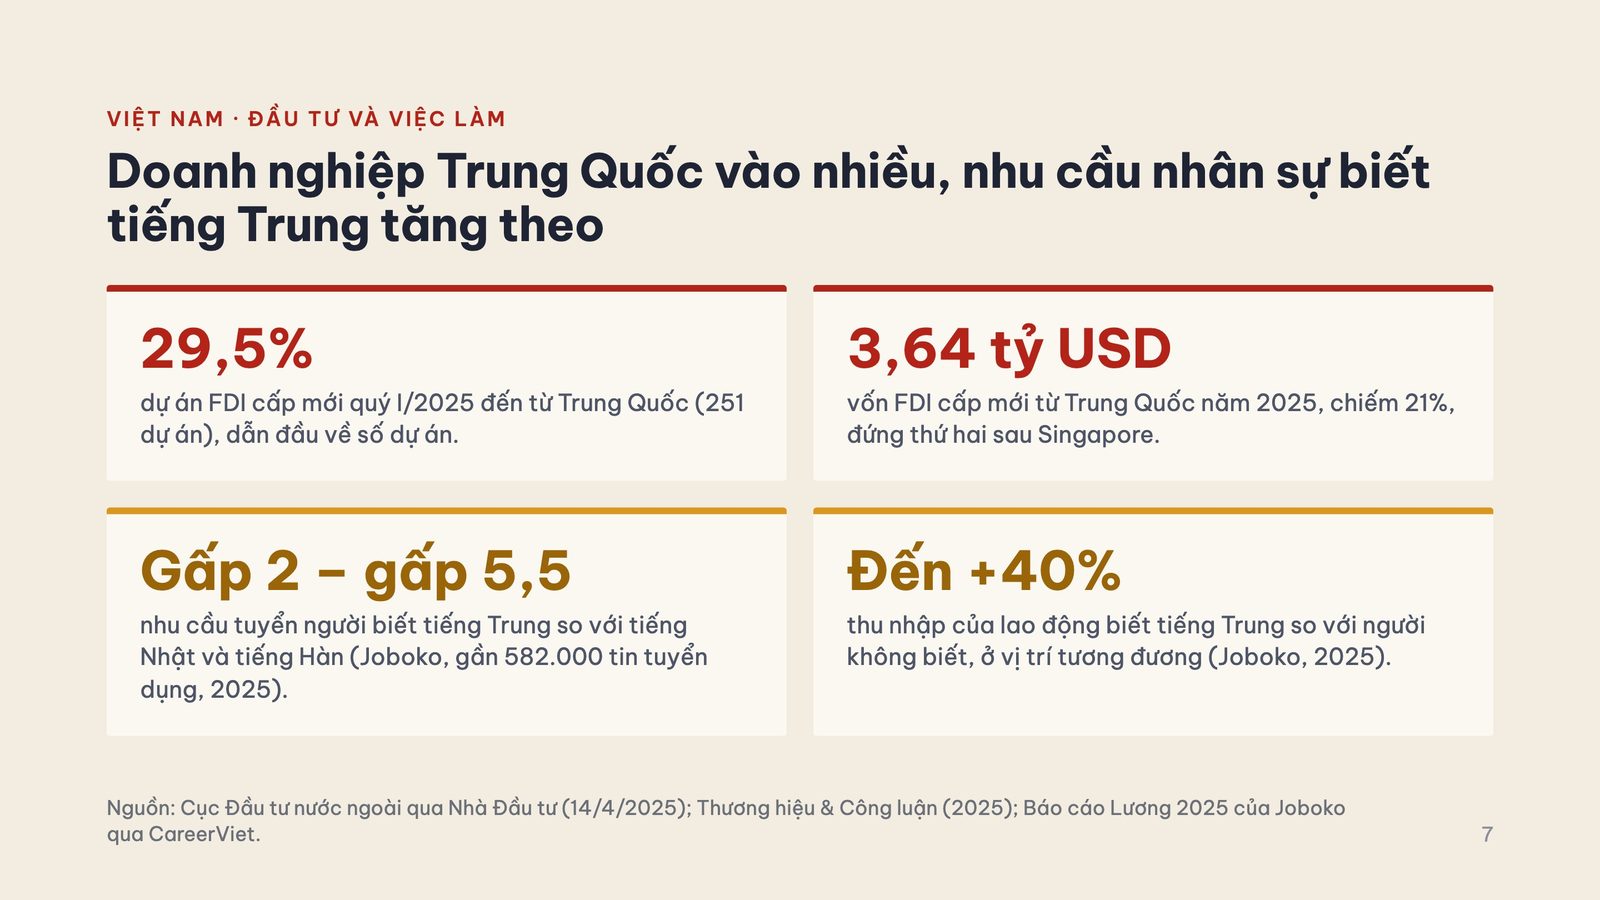 VIỆT NAM · ĐẦU TƯ VÀ VIỆC LÀM
Doanh nghiệp Trung Quốc vào nhiều, nhu cầu nhân sự biết
tiếng Trung tăng theo
29,5%
dự án FDI cấp mới quý I/2025 đến từ Trung Quốc (251
dự án), dẫn đầu về số dự án.
3,64 tỷ USD
vốn FDI cấp mới từ Trung Quốc năm 2025, chiếm 21%,
đứng thứ hai sau Singapore.
Gấp 2 – gấp 5,5
nhu cầu tuyển người biết tiếng Trung so với tiếng
Nhật và tiếng Hàn (Joboko, gần 582.000 tin tuyển
dụng, 2025).
Đến +40%
thu nhập của lao động biết tiếng Trung so với người
không biết, ở vị trí tương đương (Joboko, 2025).
Nguồn: Cục Đầu tư nước ngoài qua Nhà Đầu tư (14/4/2025); Thương hiệu & Công luận (2025); Báo cáo Lương 2025 của Joboko
qua CareerViet.
7